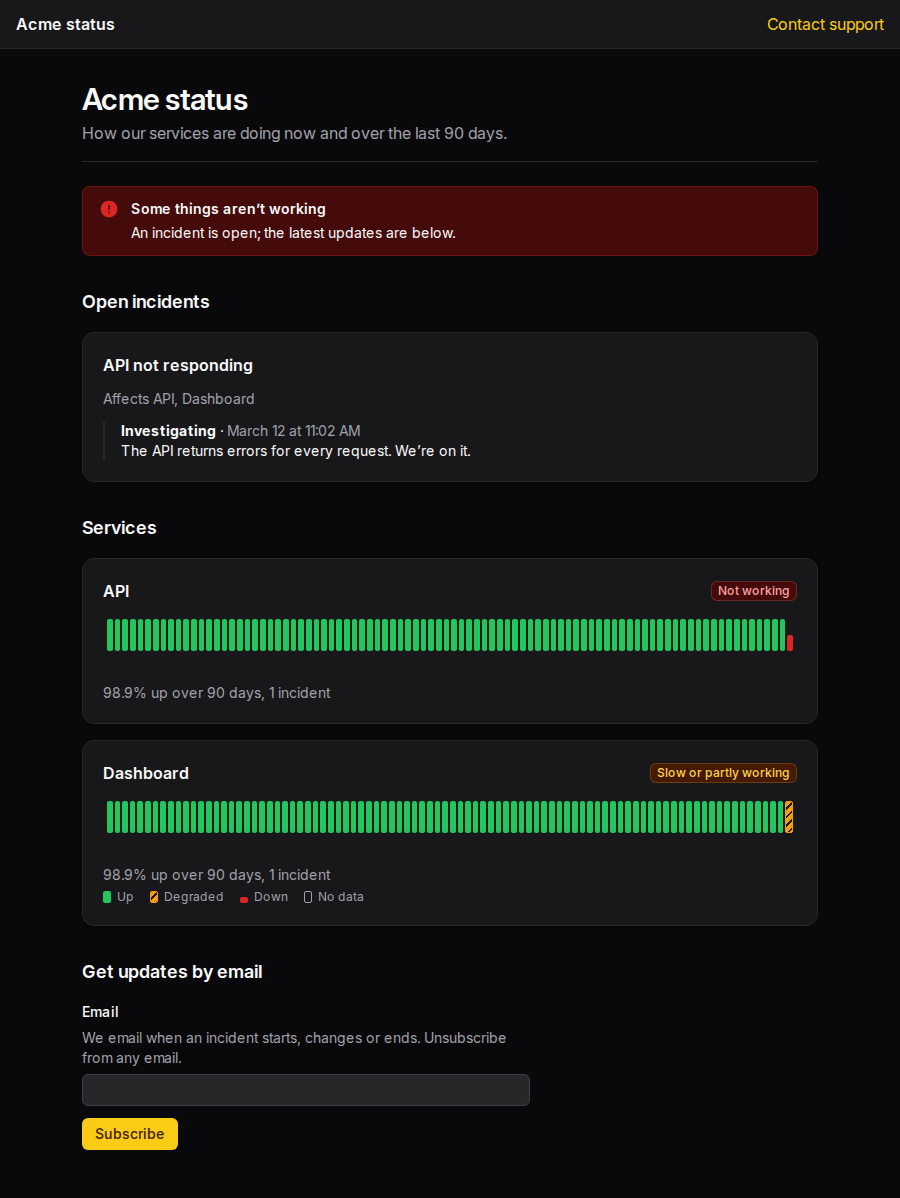 Acme status
Contact support
Acme status
How our services are doing now and over the last 90 days.
Some things aren’t working
An incident is open; the latest updates are below.
Open incidents
API not responding
Affects API, Dashboard
Investigating · March 12 at 11:02 AM
The API returns errors for every request. We’re on it.
Services
API
Not working
98.9% up over 90 days, 1 incident
Dashboard
Slow or partly working
98.9% up over 90 days, 1 incident
Up Degraded Down No data
Get updates by email
Email
We email when an incident starts, changes or ends. Unsubscribe
from any email.
Subscribe